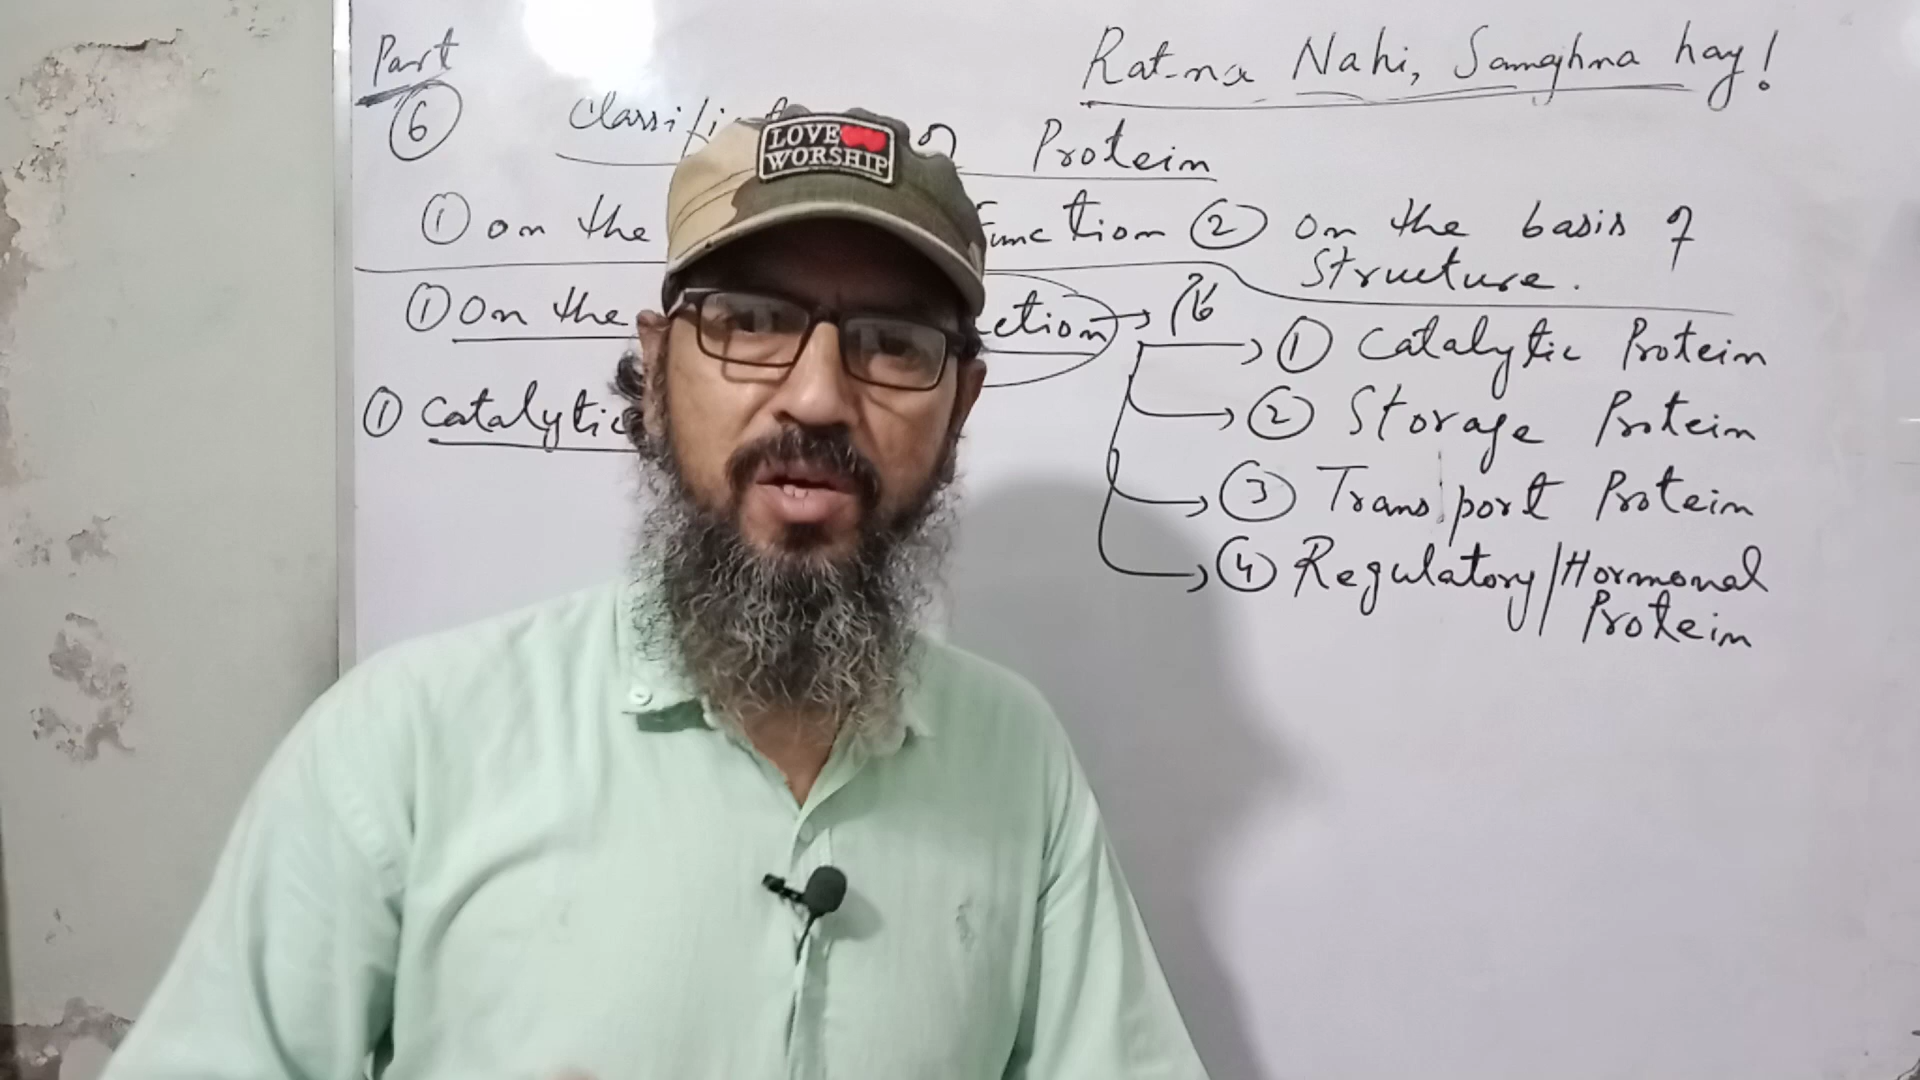 Part
6
Rat-na Nahi, Samajhna hay!
Classifi of Protein
① on the Function ② on the basis of
Structure.
① On the ction →
→ ① Catalytic Protein
→ ② Storage Protein
→ ③ Transport Protein
→ ④ Regulatory/Hormonal
Protein
① Catalytic
LOVE
WORSHIP